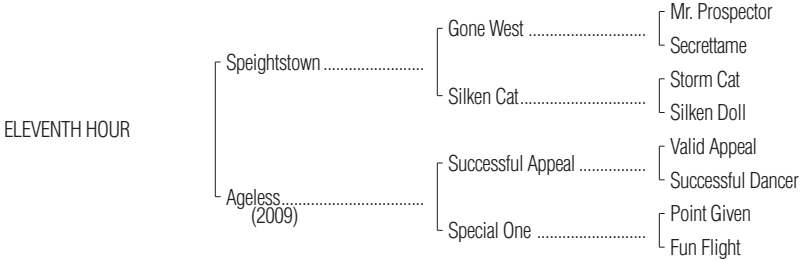 Mr. Prospector
Gone West ..............................
Secrettame
Speightstown .........................
Storm Cat
Silken Cat................................
Silken Doll
ELEVENTH HOUR
Valid Appeal
Successful Appeal .................
Successful Dancer
Ageless....................................
(2009)
Point Given
Special One ............................
Fun Flight